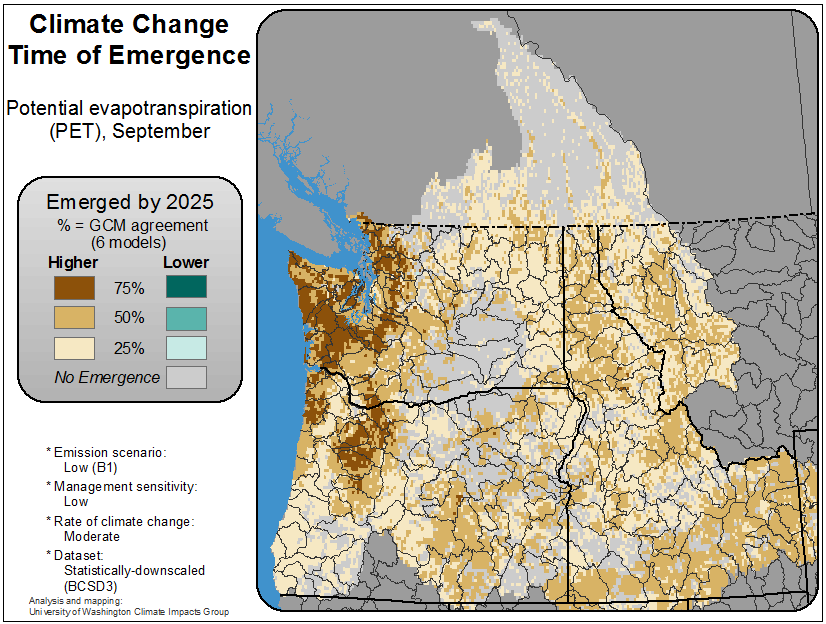 Climate Change
Time of Emergence
Potential evapotranspiration
(PET), September
Emerged by 2025
% = GCM agreement
(6 models)
Higher Lower
75%
50%
25%
No Emergence
* Emission scenario:
Low (B1)
* Management sensitivity:
Low
* Rate of climate change:
Moderate
* Dataset:
Statistically-downscaled
(BCSD3)
Analysis and mapping:
University of Washington Climate Impacts Group